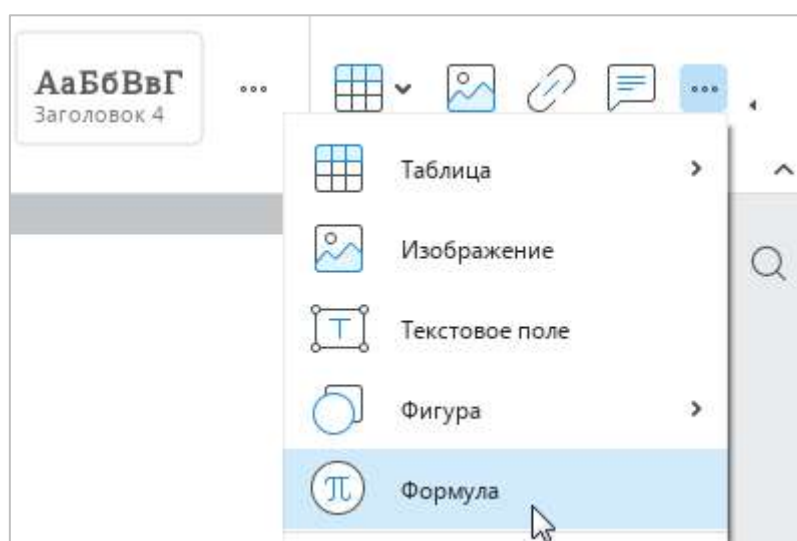 АаБбВвГ
Заголовок 4
Таблица
Изображение
Текстовое поле
Фигура
Формула